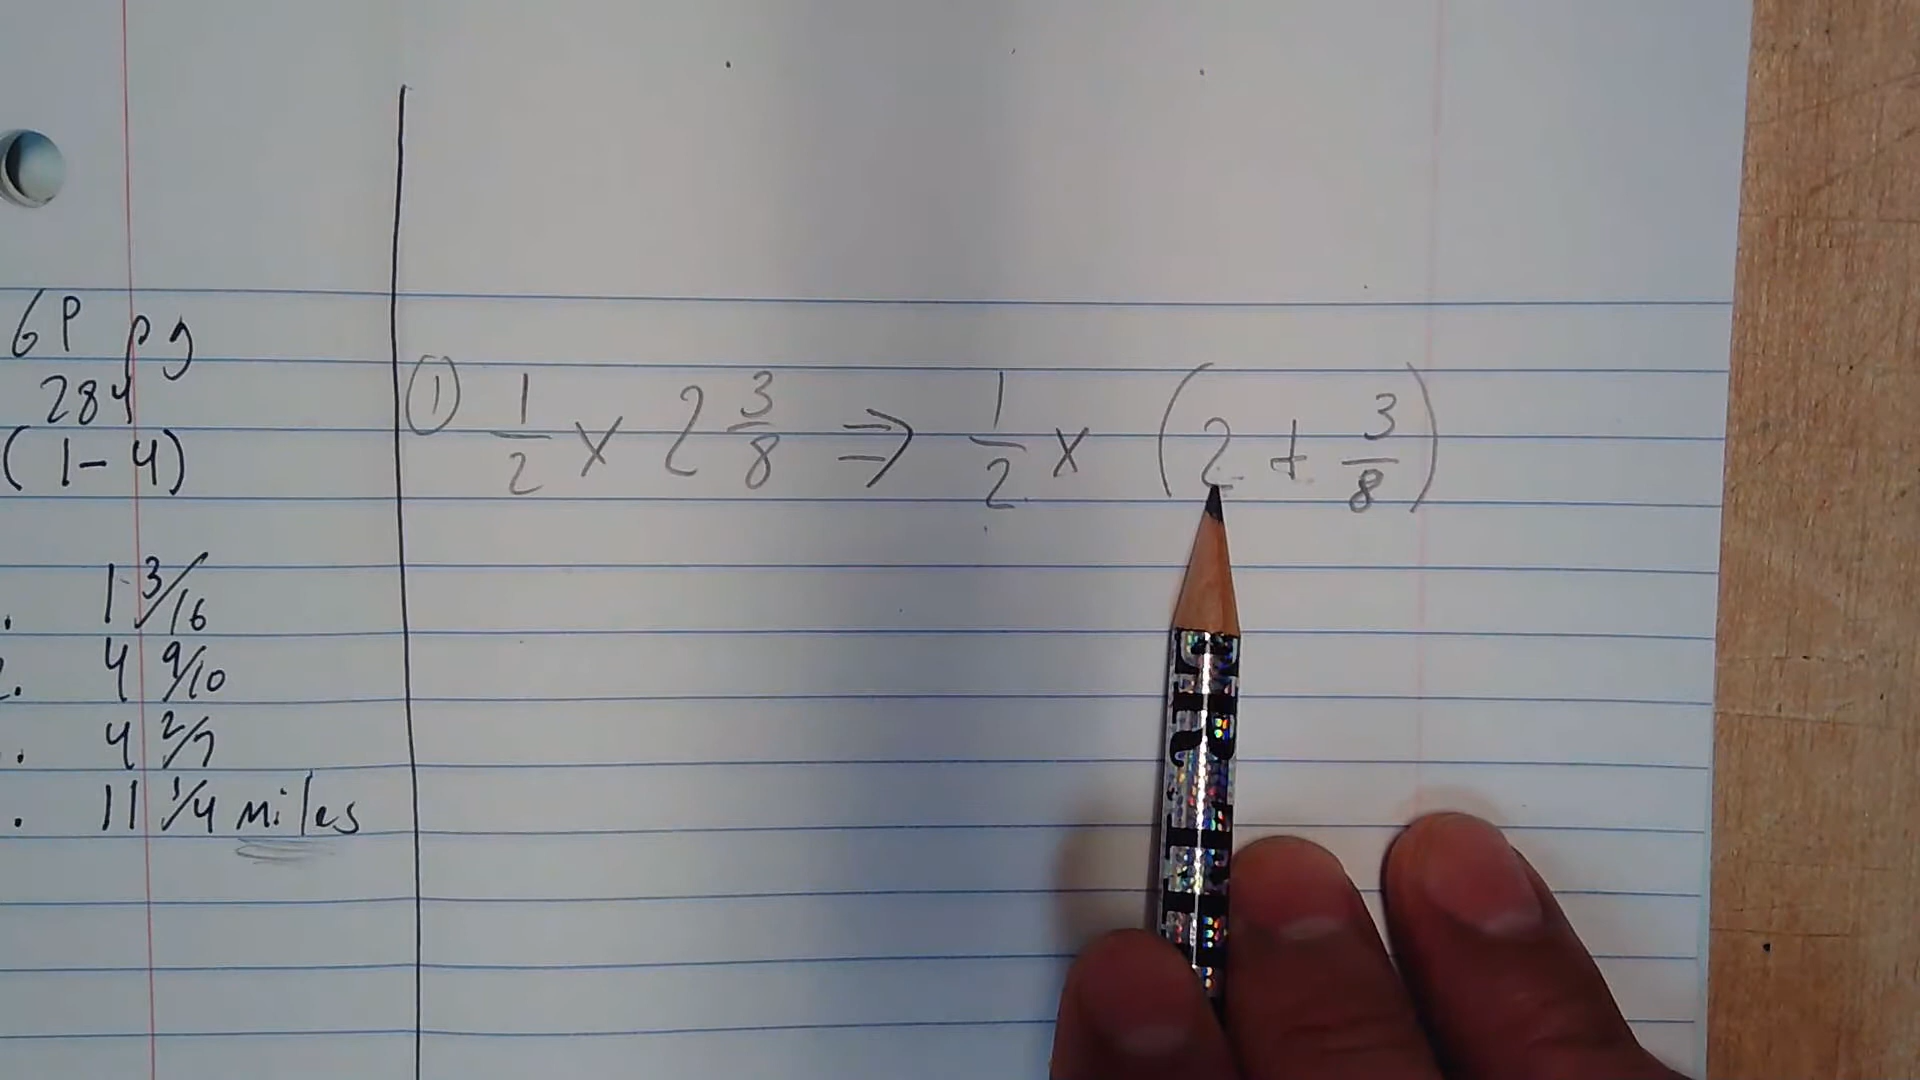 6P pg
284
(1-4)
. 1 3/16
. 4 9/10
. 4 2/7
. 11 1/4 miles
① 1/2 x 2 3/8 ⇒ 1/2 x (2 + 3/8)